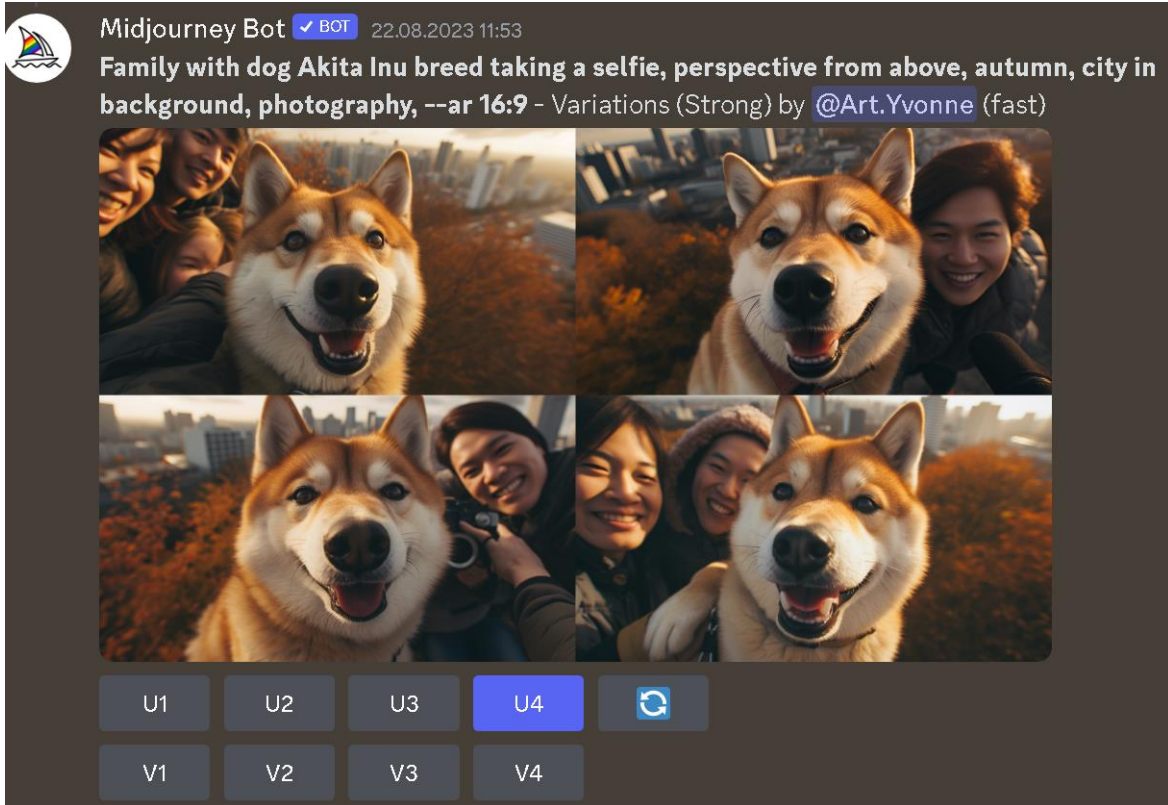 Midjourney Bot ✓ BOT 22.08.2023 11:53
Family with dog Akita Inu breed taking a selfie, perspective from above, autumn, city in
background, photography, --ar 16:9 - Variations (Strong) by @Art.Yvonne (fast)
U1 U2 U3 U4
V1 V2 V3 V4